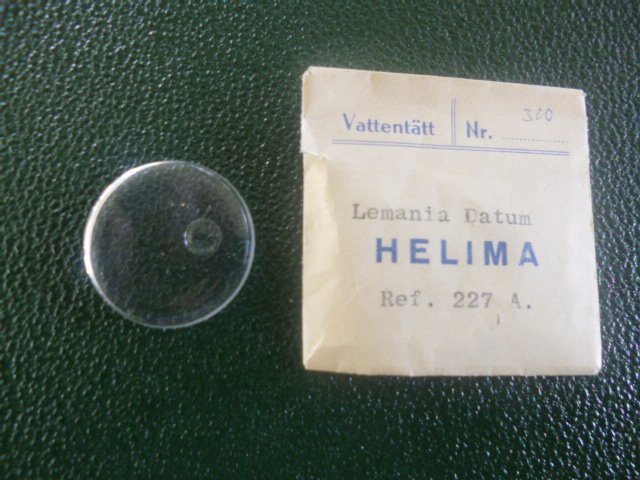 Vattentätt Nr. 310
Lemania Datum
HELIMA
Ref. 227 A.